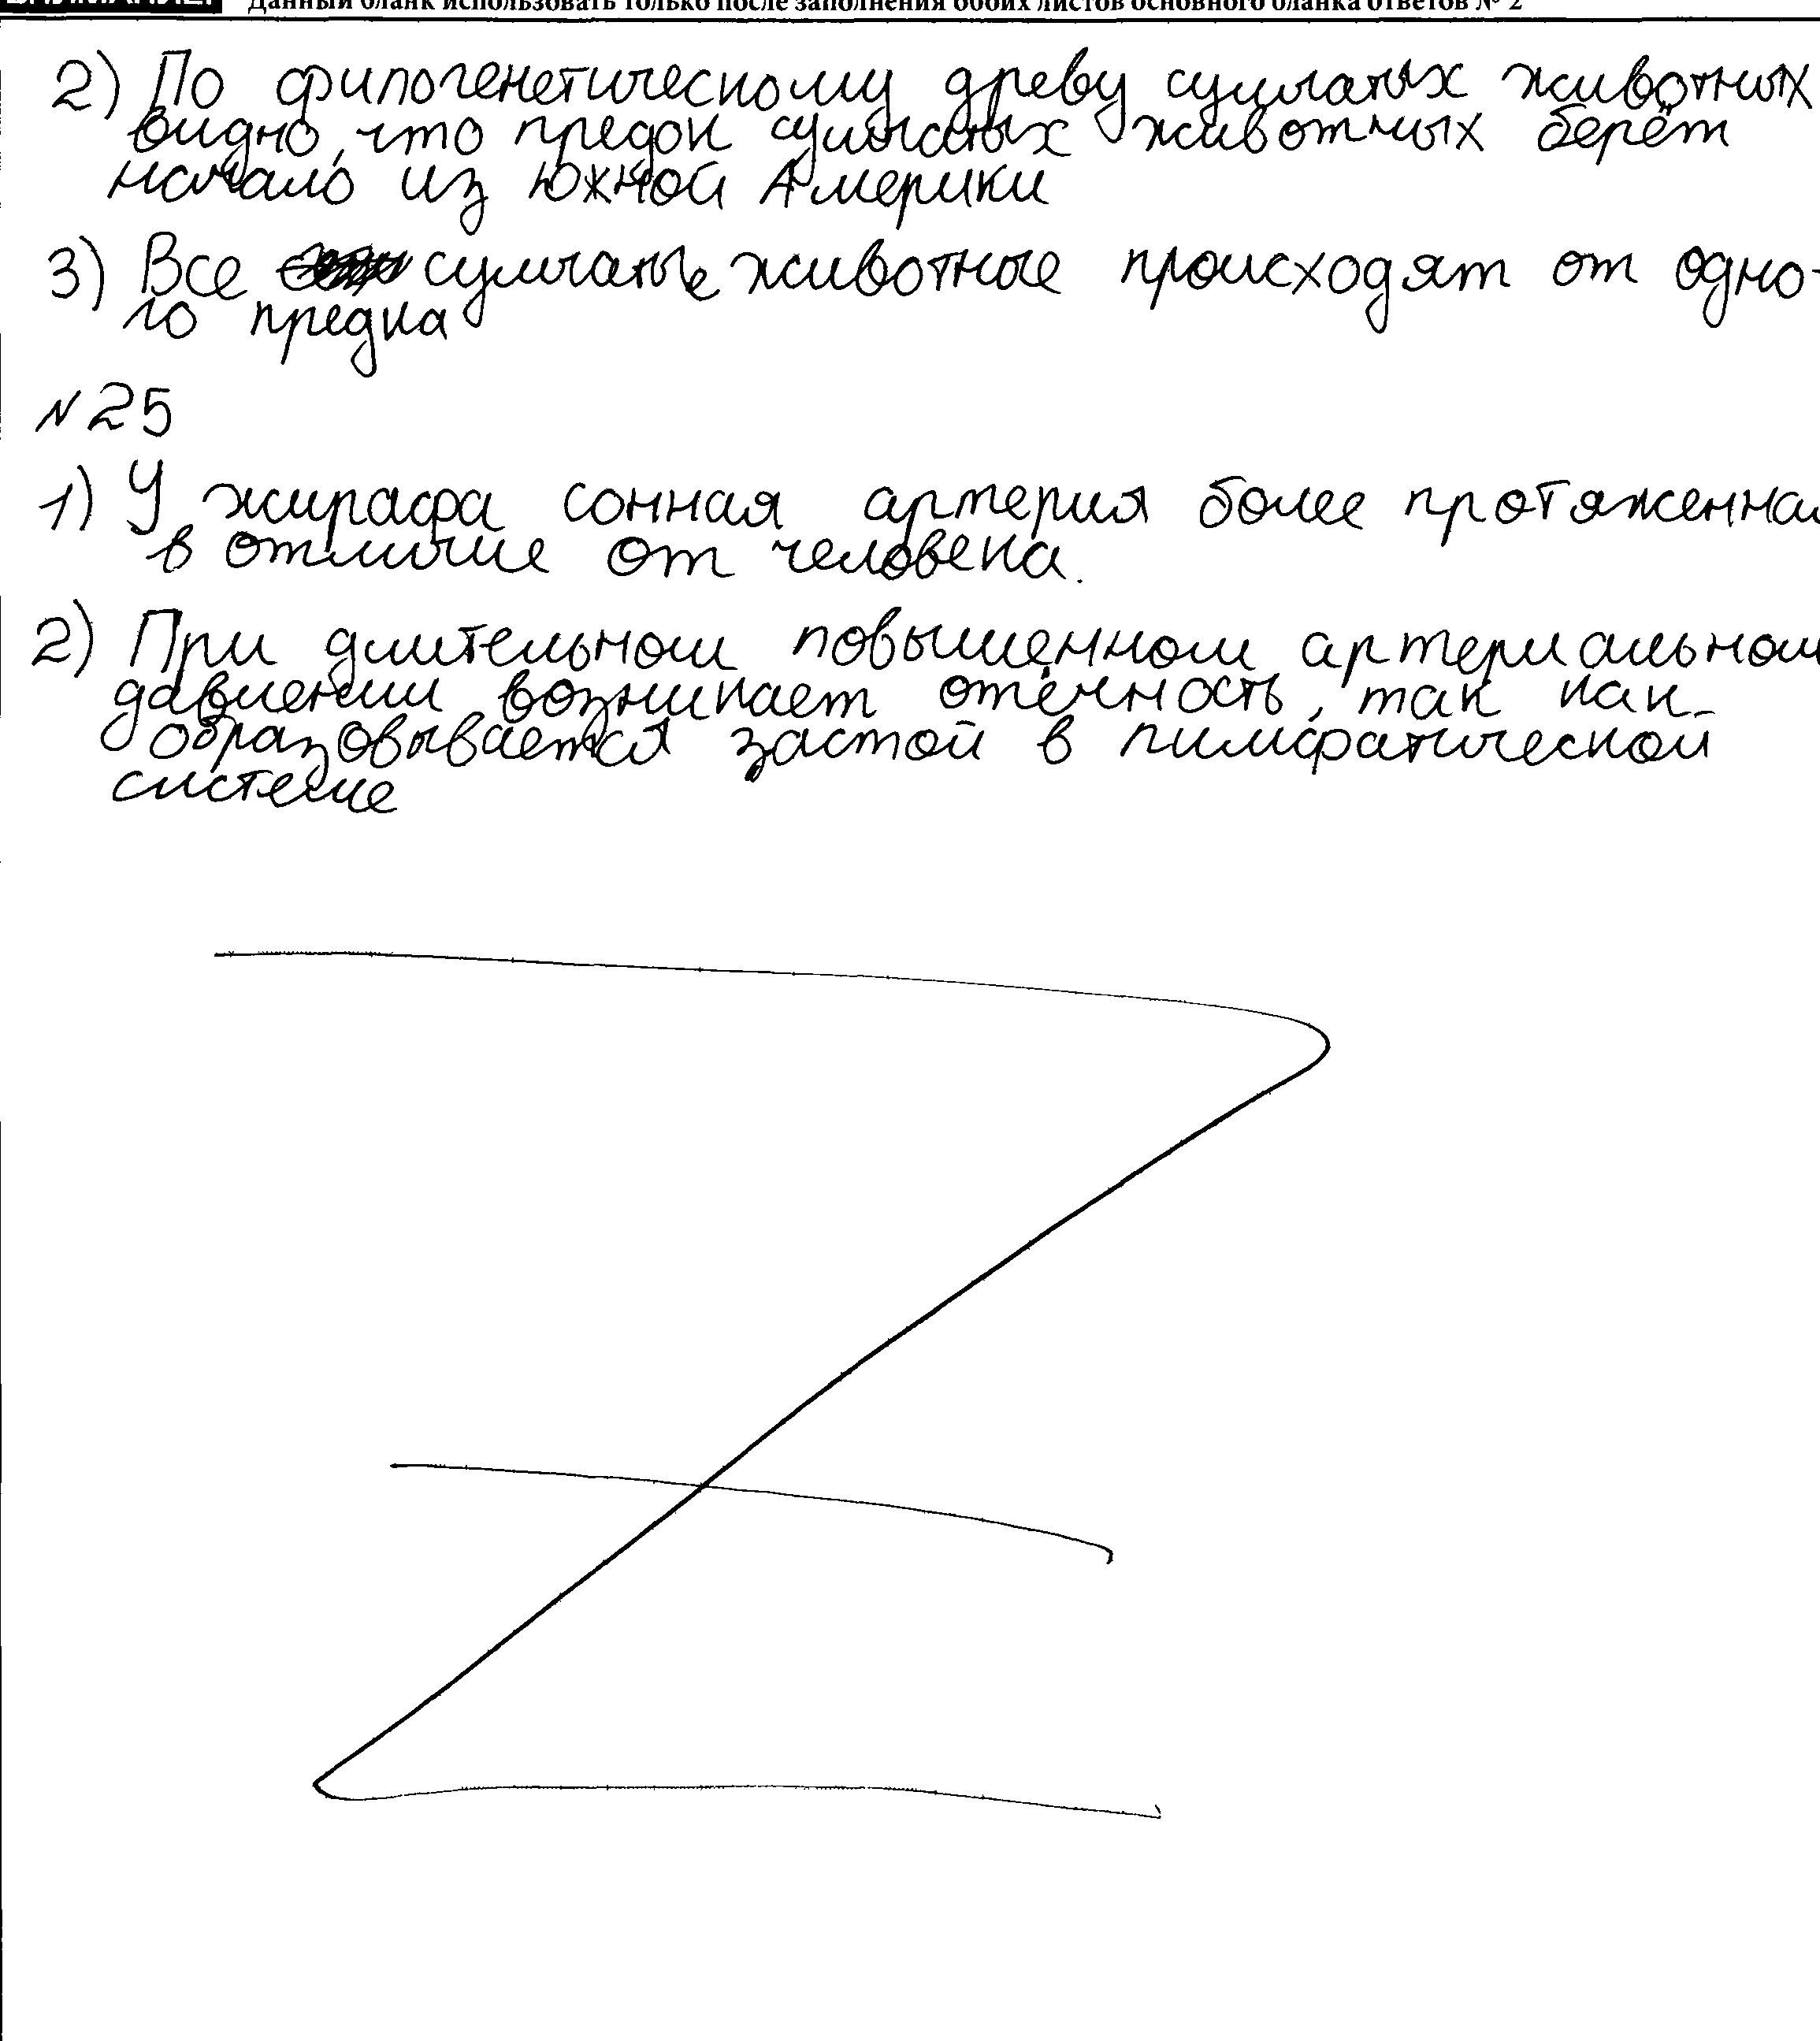 Данный бланк использовать только после заполнения обоих листов основного бланка ответов № 2
2) По филогенетическому древу сумчатых животных
видно, что предок сумчатых животных берёт
начало из Южной Америки
3) Все сумчатые животные происходят от одно-
го предка
№25
1) У жирафа сонная артерия более протяженная
в отличие от человека.
2) При длительном повышенном артериальном
давлении возникает отёчность, так как
образовывается застой в лимфатической
системе